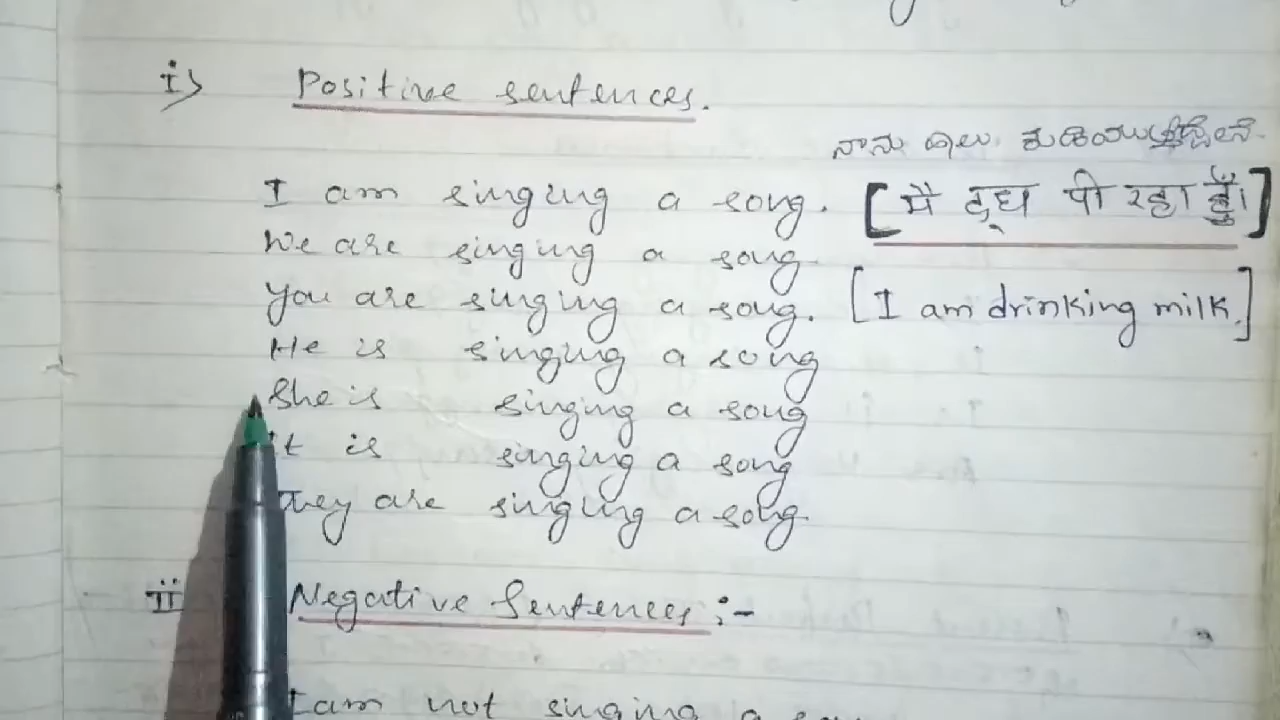 i) Positive sentences.
ನಾನು ಹಾಲು ಕುಡಿಯುತ್ತಿದ್ದೇನೆ.
I am singing a song. [मैं दूध पी रहा हूँ।]
We are singing a song.
You are singing a song. [I am drinking milk.]
He is singing a song
She is singing a song
it is singing a song
They are singing a song.
ii Negative Sentences :-
I am not singing a